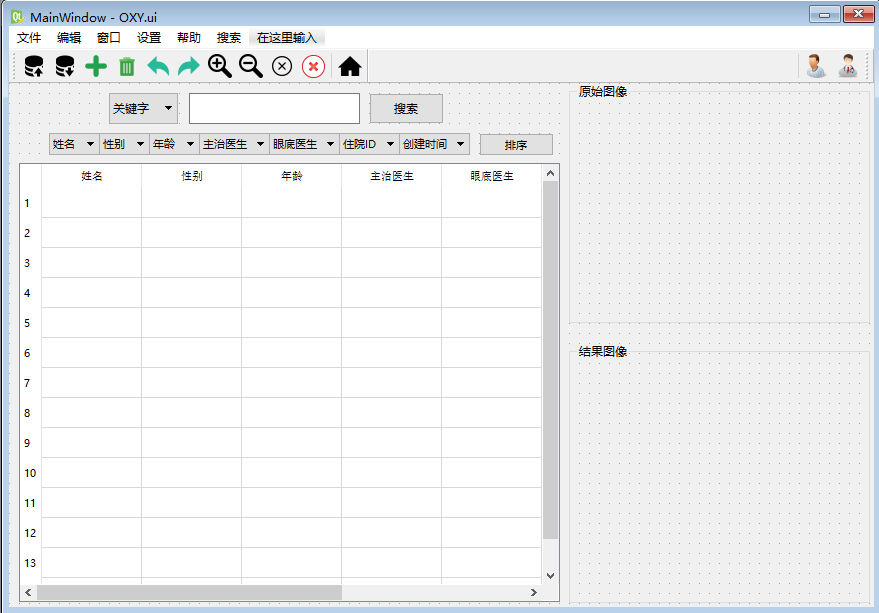 MainWindow - OXY.ui
文件 编辑 窗口 设置 帮助 搜索 在这里输入
关键字 搜索
姓名 性别 年龄 主治医生 眼底医生 住院ID 创建时间 排序
姓名 性别 年龄 主治医生 眼底医生
1
2
3
4
5
6
7
8
9
10
11
12
13
原始图像
结果图像